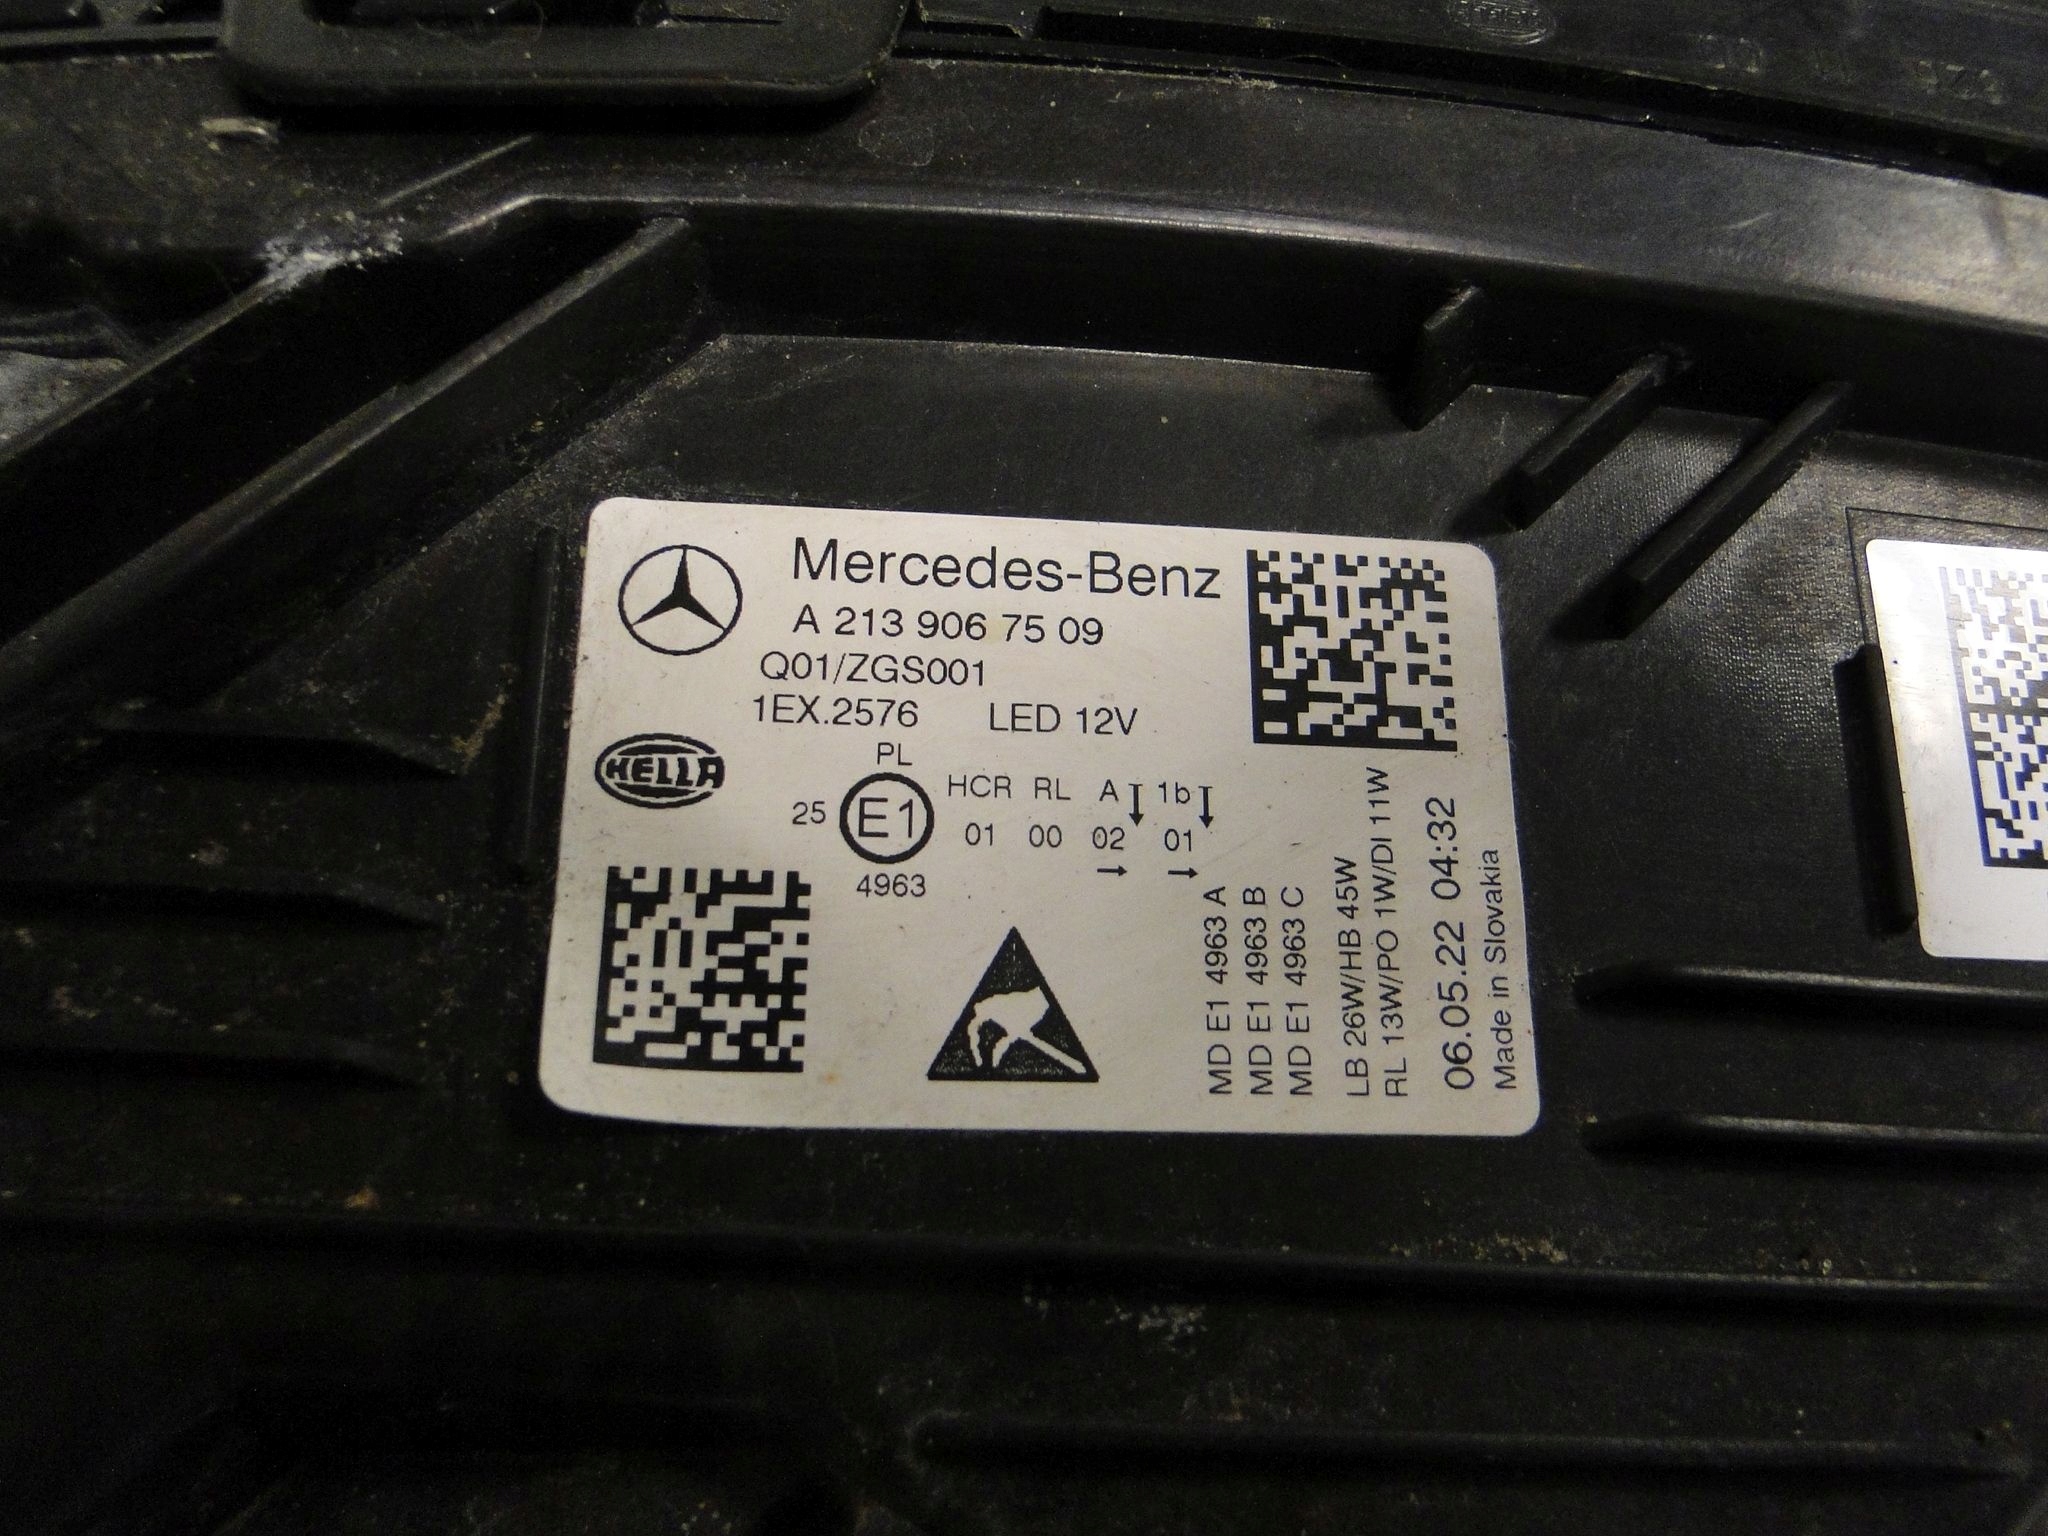 Mercedes-Benz
A 213 906 75 09
Q01/ZGS001
1EX.2576 LED 12V
HELLA
PL
25 E1 HCR RL A 1b
01 00 02 01
→ →
4963
MD E1 4963 A
MD E1 4963 B
MD E1 4963 C
LB 26W/HB 45W
RL 13W/PO 1W/DI 11W
06.05.22 04:32
Made in Slovakia